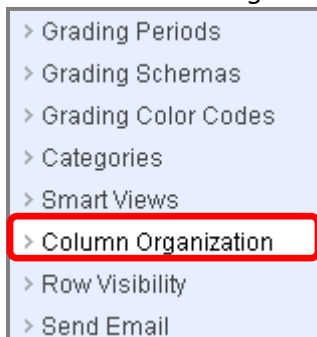 > Grading Periods
> Grading Schemas
> Grading Color Codes
> Categories
> Smart Views
> Column Organization
> Row Visibility
> Send Email